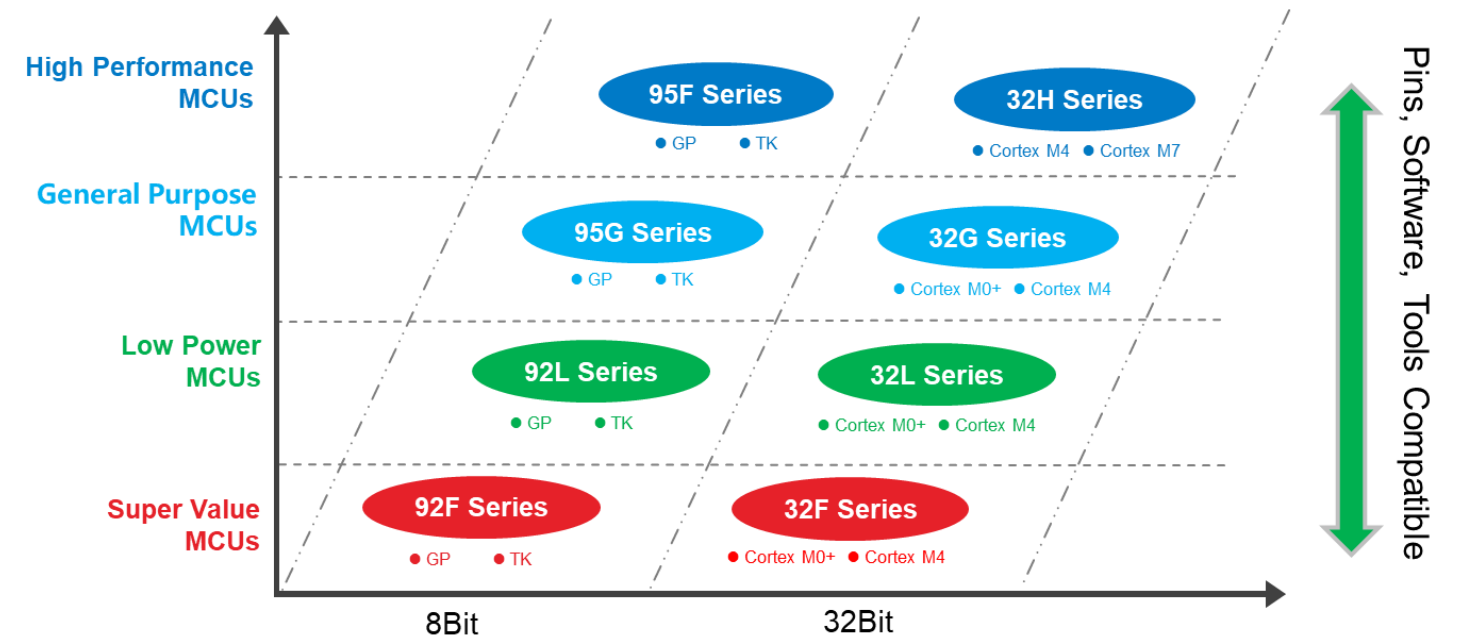 High Performance
MCUs
95F Series
32H Series
GP TK
Cortex M4 Cortex M7
General Purpose
MCUs
95G Series
32G Series
GP TK
Cortex M0+ Cortex M4
Low Power
MCUs
92L Series
32L Series
GP TK
Cortex M0+ Cortex M4
Super Value
MCUs
92F Series
32F Series
GP TK
Cortex M0+ Cortex M4
8Bit
32Bit
Pins, Software, Tools Compatible